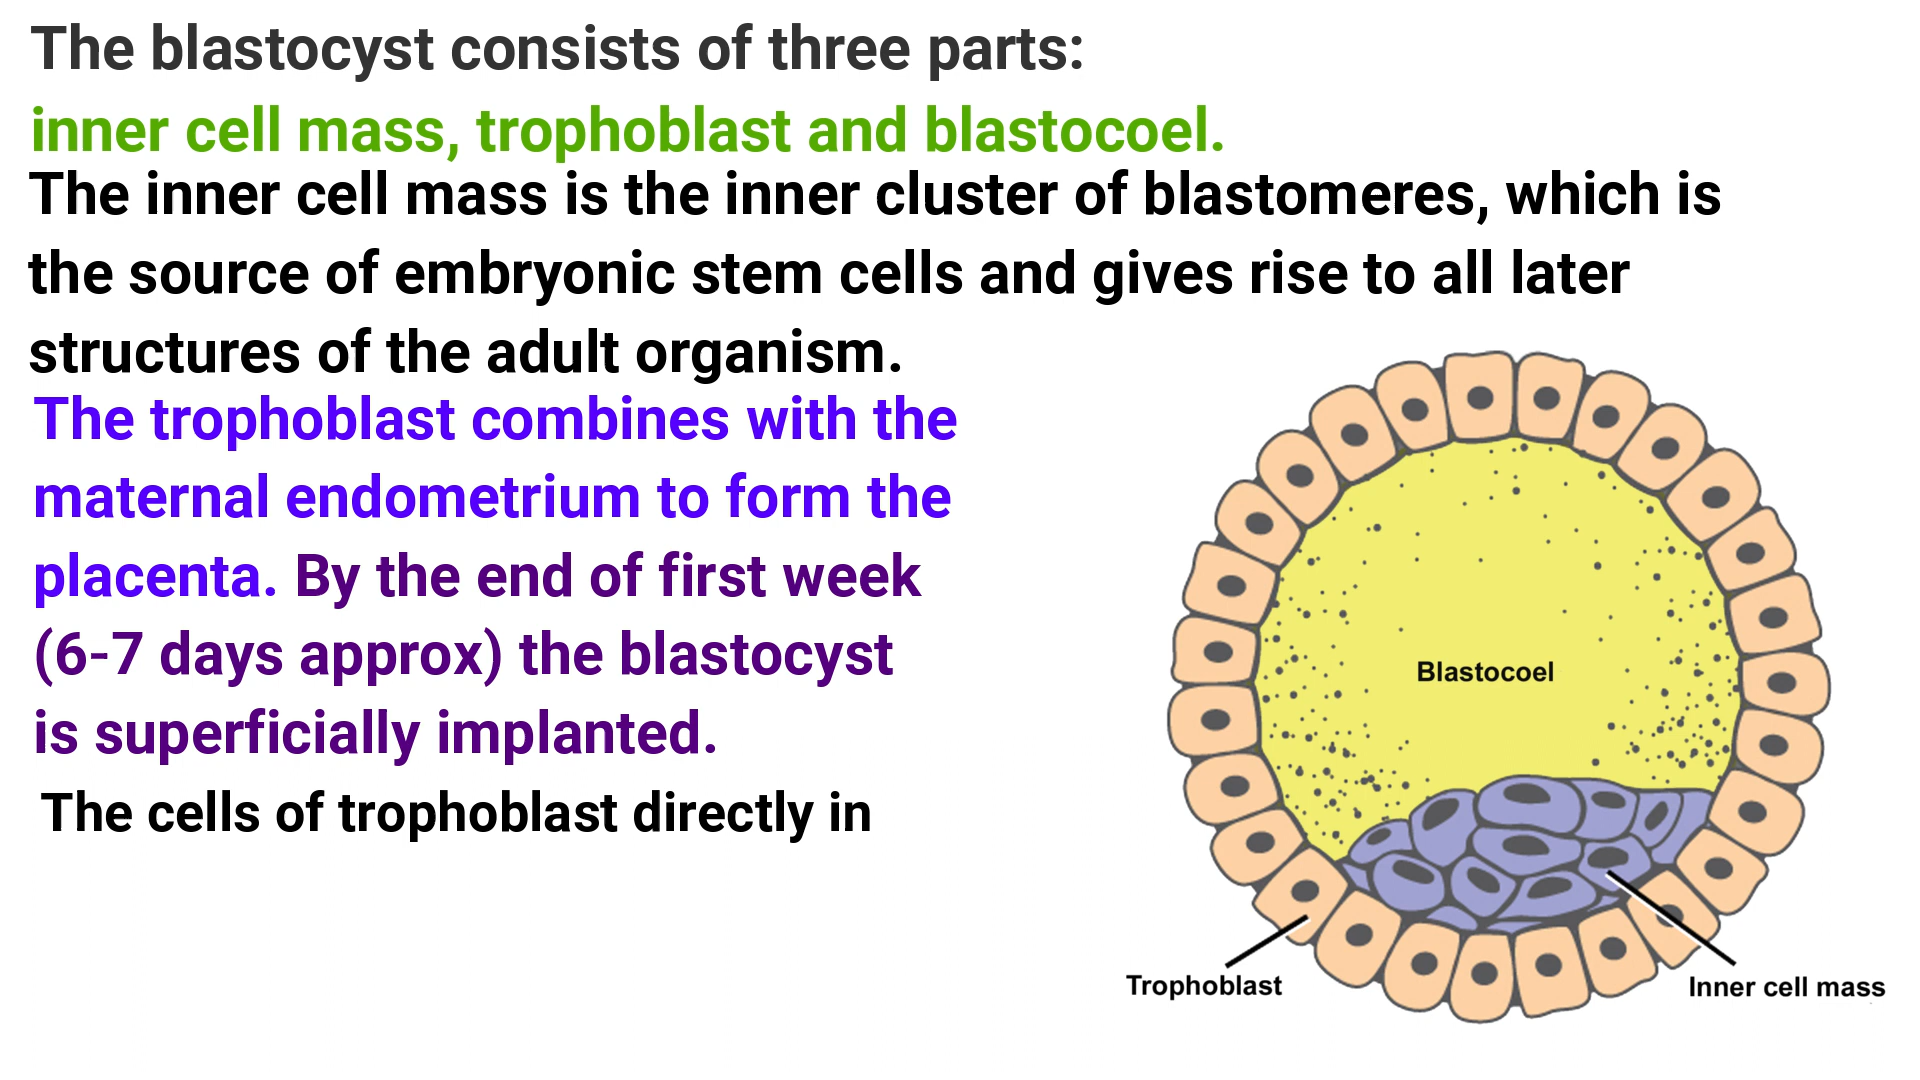 The blastocyst consists of three parts:
inner cell mass, trophoblast and blastocoel.
The inner cell mass is the inner cluster of blastomeres, which is
the source of embryonic stem cells and gives rise to all later
structures of the adult organism.
The trophoblast combines with the
maternal endometrium to form the
placenta. By the end of first week
(6-7 days approx) the blastocyst
is superficially implanted.
The cells of trophoblast directly in
Blastocoel
Trophoblast
Inner cell mass